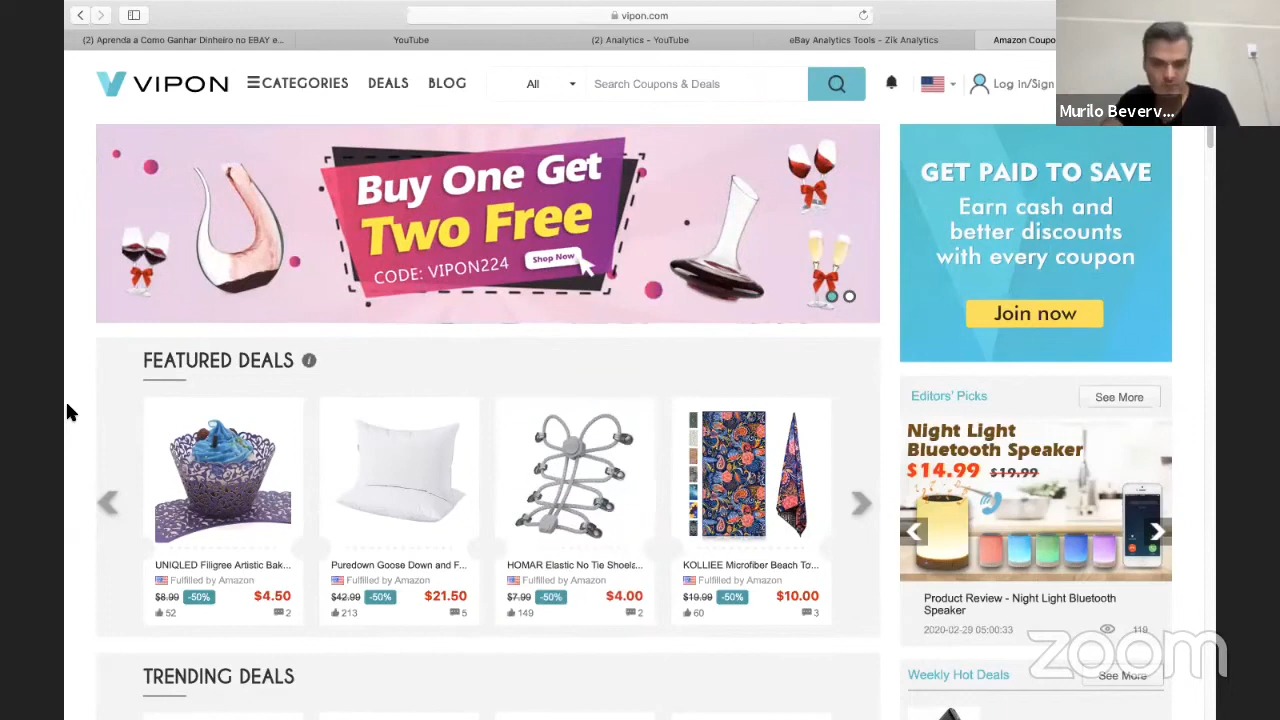 vipon.com
(2) Aprenda a Como Ganhar Dinheiro no EBAY e...
YouTube
(2) Analytics - YouTube
eBay Analytics Tools - Zik Analytics
Amazon Coupo
VIPON
CATEGORIES
DEALS
BLOG
All
Search Coupons & Deals
Log In/Sign
Murilo Beverv...
Buy One Get
Two Free
CODE: VIPON224
Shop Now
GET PAID TO SAVE
Earn cash and
better discounts
with every coupon
Join now
FEATURED DEALS
UNIQLED Filigree Artistic Bak...
Fulfilled by Amazon
$8.99 -50% $4.50
52 2
Puredown Goose Down and F...
Fulfilled by Amazon
$42.99 -50% $21.50
213 5
HOMAR Elastic No Tie Shoela...
Fulfilled by Amazon
$7.99 -50% $4.00
149 2
KOLLIEE Microfiber Beach To...
Fulfilled by Amazon
$19.99 -50% $10.00
60 3
Editors' Picks
See More
Night Light
Bluetooth Speaker
$14.99 $19.99
Product Review - Night Light Bluetooth
Speaker
2020-02-29 05:00:33 119
zoom
TRENDING DEALS
Weekly Hot Deals
See More